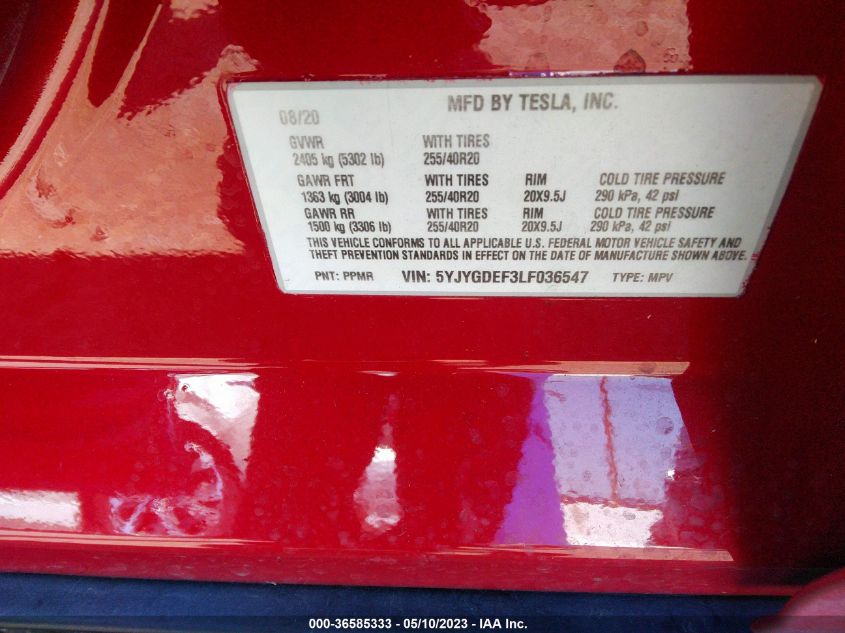 MFD BY TESLA, INC.
08/20
GVWR WITH TIRES
2405 kg (5302 lb) 255/40R20
GAWR FRT WITH TIRES RIM COLD TIRE PRESSURE
1363 kg (3004 lb) 255/40R20 20X9.5J 290 kPa, 42 psi
GAWR RR WITH TIRES RIM COLD TIRE PRESSURE
1500 kg (3306 lb) 255/40R20 20X9.5J 290 kPa, 42 psi
THIS VEHICLE CONFORMS TO ALL APPLICABLE U.S. FEDERAL MOTOR VEHICLE SAFETY AND
THEFT PREVENTION STANDARDS IN EFFECT ON THE DATE OF MANUFACTURE SHOWN ABOVE.
PNT: PPMR VIN: 5YJYGDEF3LF036547 TYPE: MPV
000-36585333 - 05/10/2023 - IAA Inc.